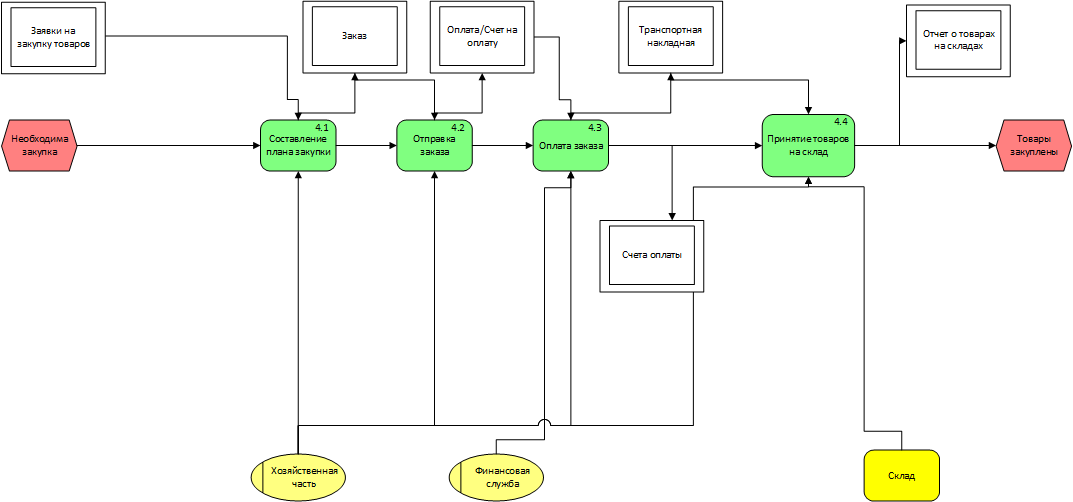 Заявки на
закупку товаров
Заказ
Оплата/Счет на
оплату
Транспортная
накладная
Отчет о товарах
на складах
Необходима
закупка
4.1
Составление
плана закупки
4.2
Отправка
заказа
4.3
Оплата заказа
4.4
Принятие товаров
на склад
Товары
закуплены
Счета оплаты
Хозяйственная
часть
Финансовая
служба
Склад